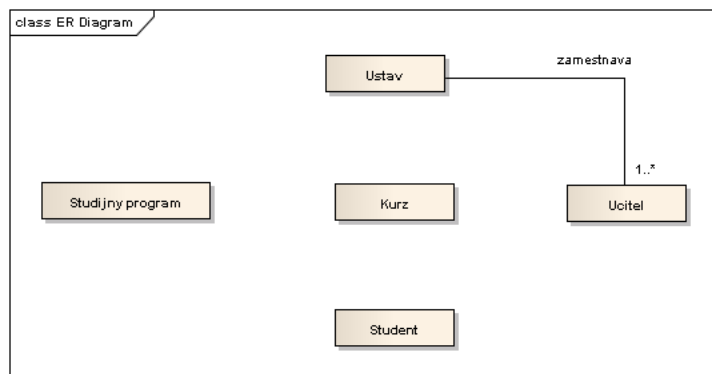 class ER Diagram
Ustav
zamestnava
1..*
Studijny program
Kurz
Ucitel
Student